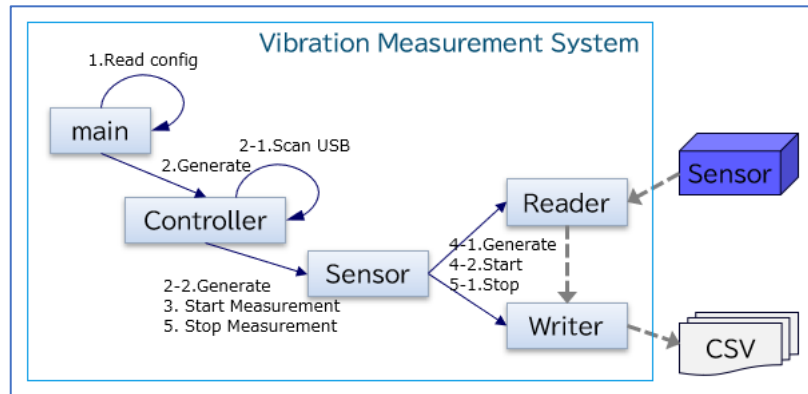 Vibration Measurement System
1.Read config
main
2-1.Scan USB
2.Generate
Controller
Sensor
Reader
Sensor
4-1.Generate
4-2.Start
5-1.Stop
2-2.Generate
3. Start Measurement
5. Stop Measurement
Writer
CSV